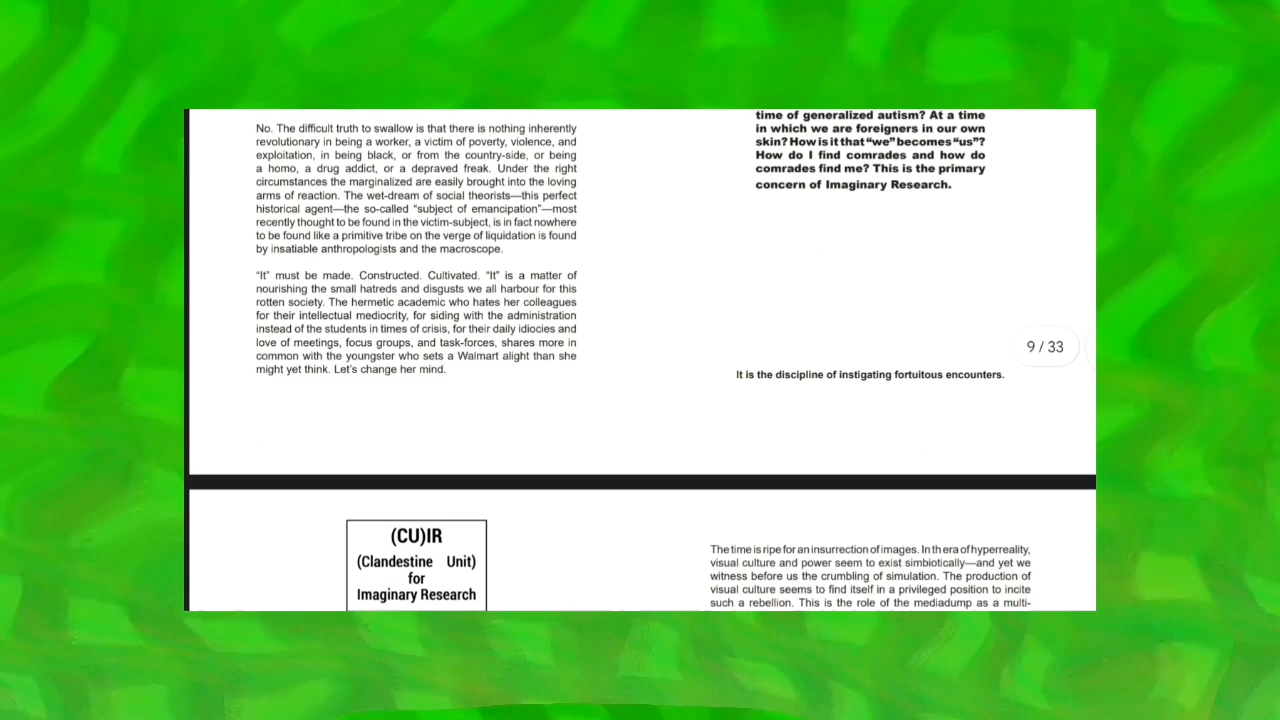 No. The difficult truth to swallow is that there is nothing inherently
revolutionary in being a worker, a victim of poverty, violence, and
exploitation, in being black, or from the country-side, or being
a homo, a drug addict, or a depraved freak. Under the right
circumstances the marginalized are easily brought into the loving
arms of reaction. The wet-dream of social theorists—this perfect
historical agent—the so-called “subject of emancipation”—most
recently thought to be found in the victim-subject, is in fact nowhere
to be found like a primitive tribe on the verge of liquidation is found
by insatiable anthropologists and the macroscope.
“It” must be made. Constructed. Cultivated. “It” is a matter of
nourishing the small hatreds and disgusts we all harbour for this
rotten society. The hermetic academic who hates her colleagues
for their intellectual mediocrity, for siding with the administration
instead of the students in times of crisis, for their daily idiocies and
love of meetings, focus groups, and task-forces, shares more in
common with the youngster who sets a Walmart alight than she
might yet think. Let’s change her mind.
time of generalized autism? At a time
in which we are foreigners in our own
skin? How is it that “we” becomes “us”?
How do I find comrades and how do
comrades find me? This is the primary
concern of Imaginary Research.
9 / 33
It is the discipline of instigating fortuitous encounters.
(CU)IR
(Clandestine Unit)
for
Imaginary Research
The time is ripe for an insurrection of images. In th era of hyperreality,
visual culture and power seem to exist simbiotically—and yet we
witness before us the crumbling of simulation. The production of
visual culture seems to find itself in a privileged position to incite
such a rebellion. This is the role of the mediadump as a multi-